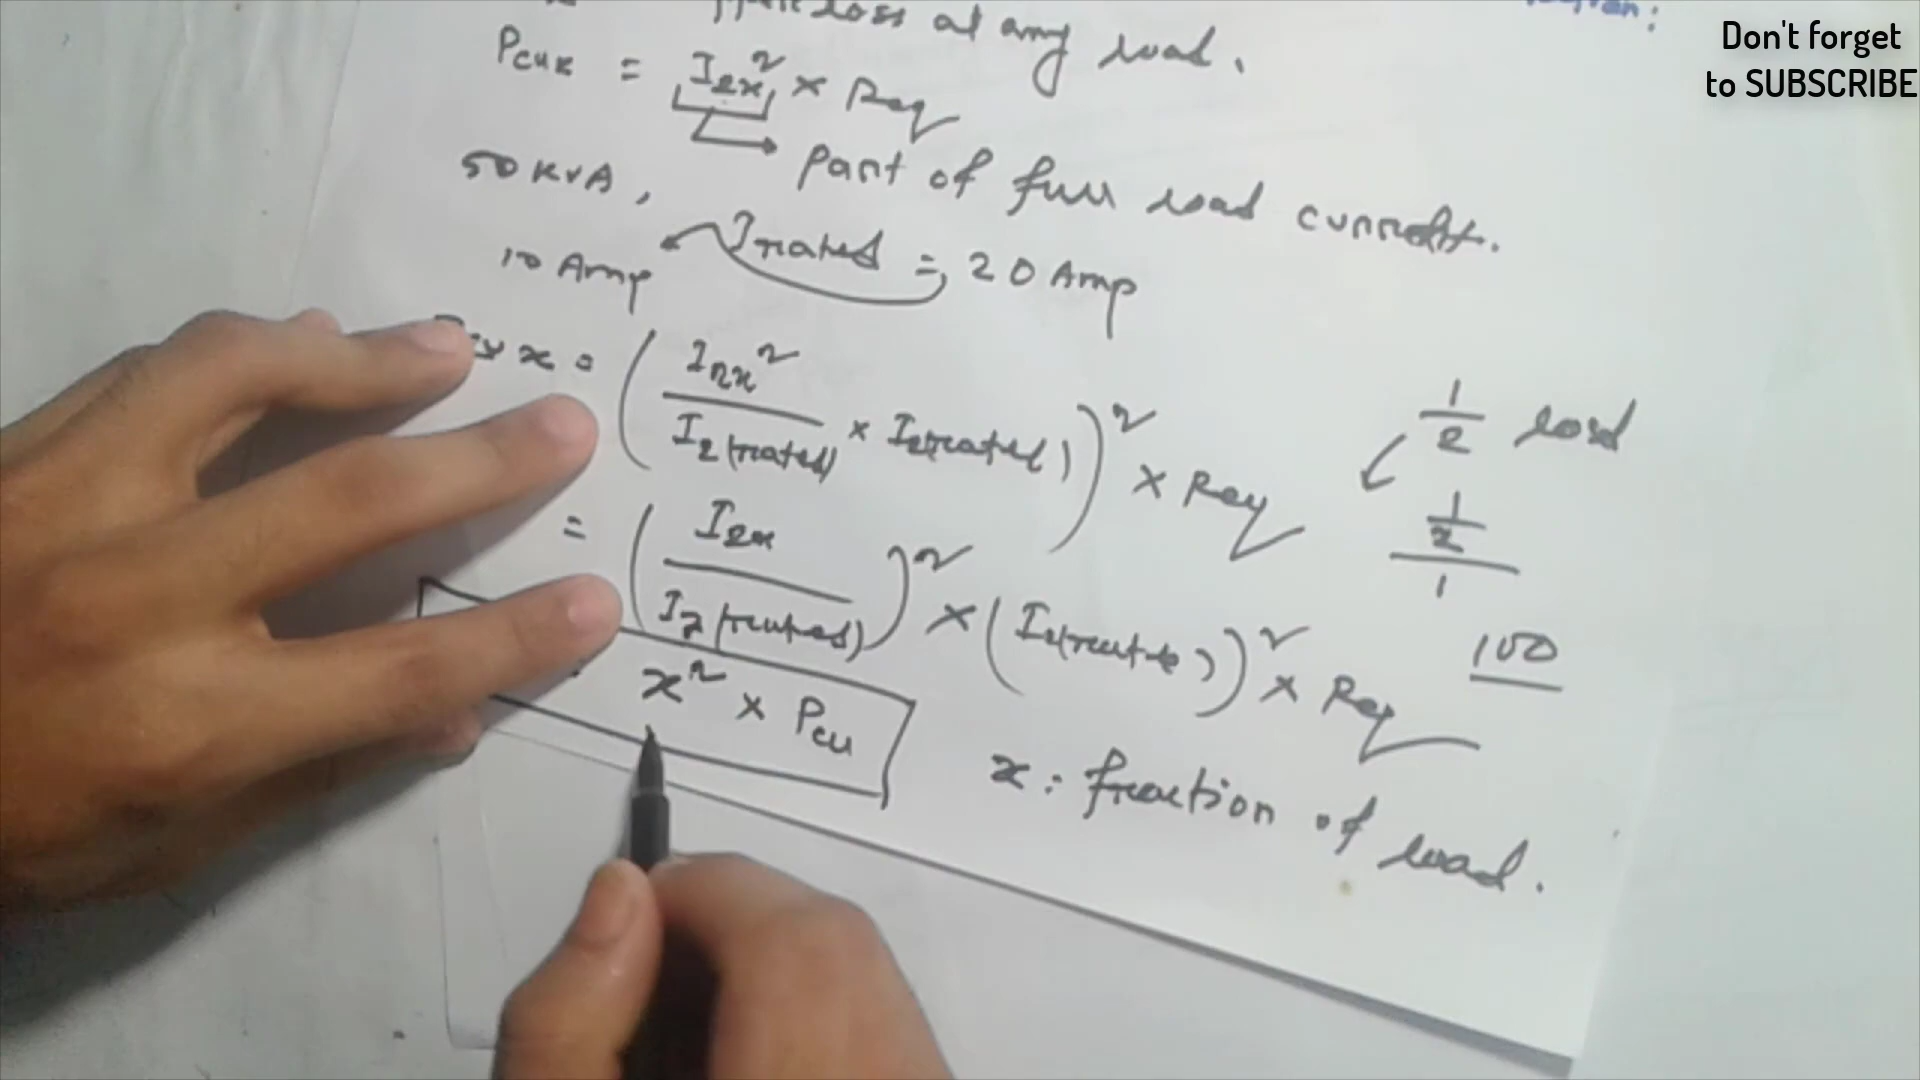 loss at any load.
Don't forget
to SUBSCRIBE
Pcux = I2x² × Req
Part of full load current.
50 KVA,
Irated = 20 Amp
10 Amp
x = (I2x² / I2(rated) × I2(rated))² × Req
1/2 load
= (I2x / I2(rated))² × (I2(rated))² × Req
1/2 / 1
100
x² × Pcu
x : fraction of load.